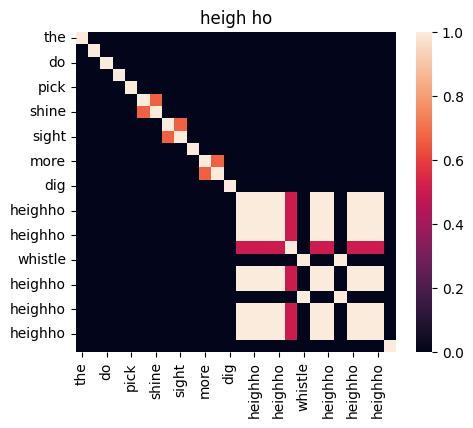 heigh ho
the
do
pick
shine
sight
more
dig
heighho
heighho
whistle
heighho
heighho
heighho
1.0
0.8
0.6
0.4
0.2
0.0
the
do
pick
shine
sight
more
dig
heighho
heighho
whistle
heighho
heighho
heighho